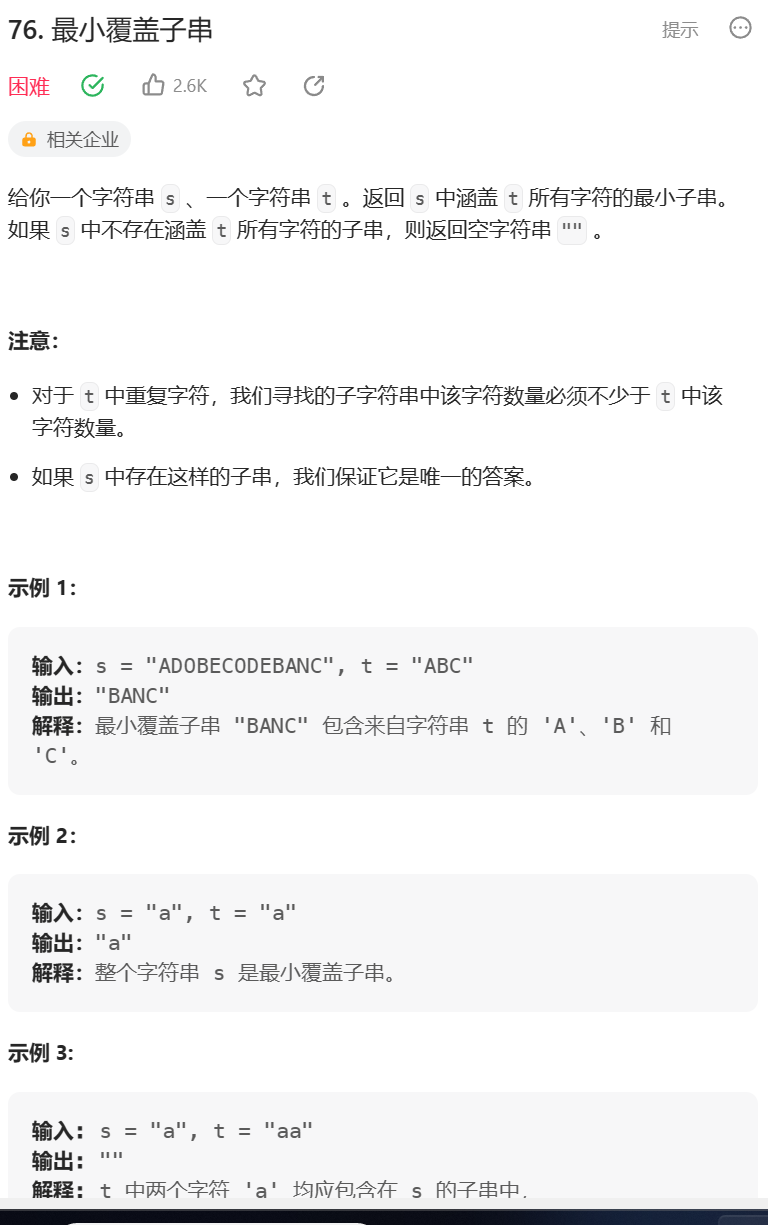 76. 最小覆盖子串
提示
困难
2.6K
相关企业
给你一个字符串 s 、一个字符串 t 。返回 s 中涵盖 t 所有字符的最小子串。
如果 s 中不存在涵盖 t 所有字符的子串，则返回空字符串 "" 。
注意：
对于 t 中重复字符，我们寻找的子字符串中该字符数量必须不少于 t 中该
字符数量。
如果 s 中存在这样的子串，我们保证它是唯一的答案。
示例 1：
输入：s = "ADOBECODEBANC", t = "ABC"
输出："BANC"
解释：最小覆盖子串 "BANC" 包含来自字符串 t 的 'A'、'B' 和
'C'。
示例 2：
输入：s = "a", t = "a"
输出："a"
解释：整个字符串 s 是最小覆盖子串。
示例 3:
输入: s = "a", t = "aa"
输出: ""
解释: t 中两个字符 'a' 均应包含在 s 的子串中，